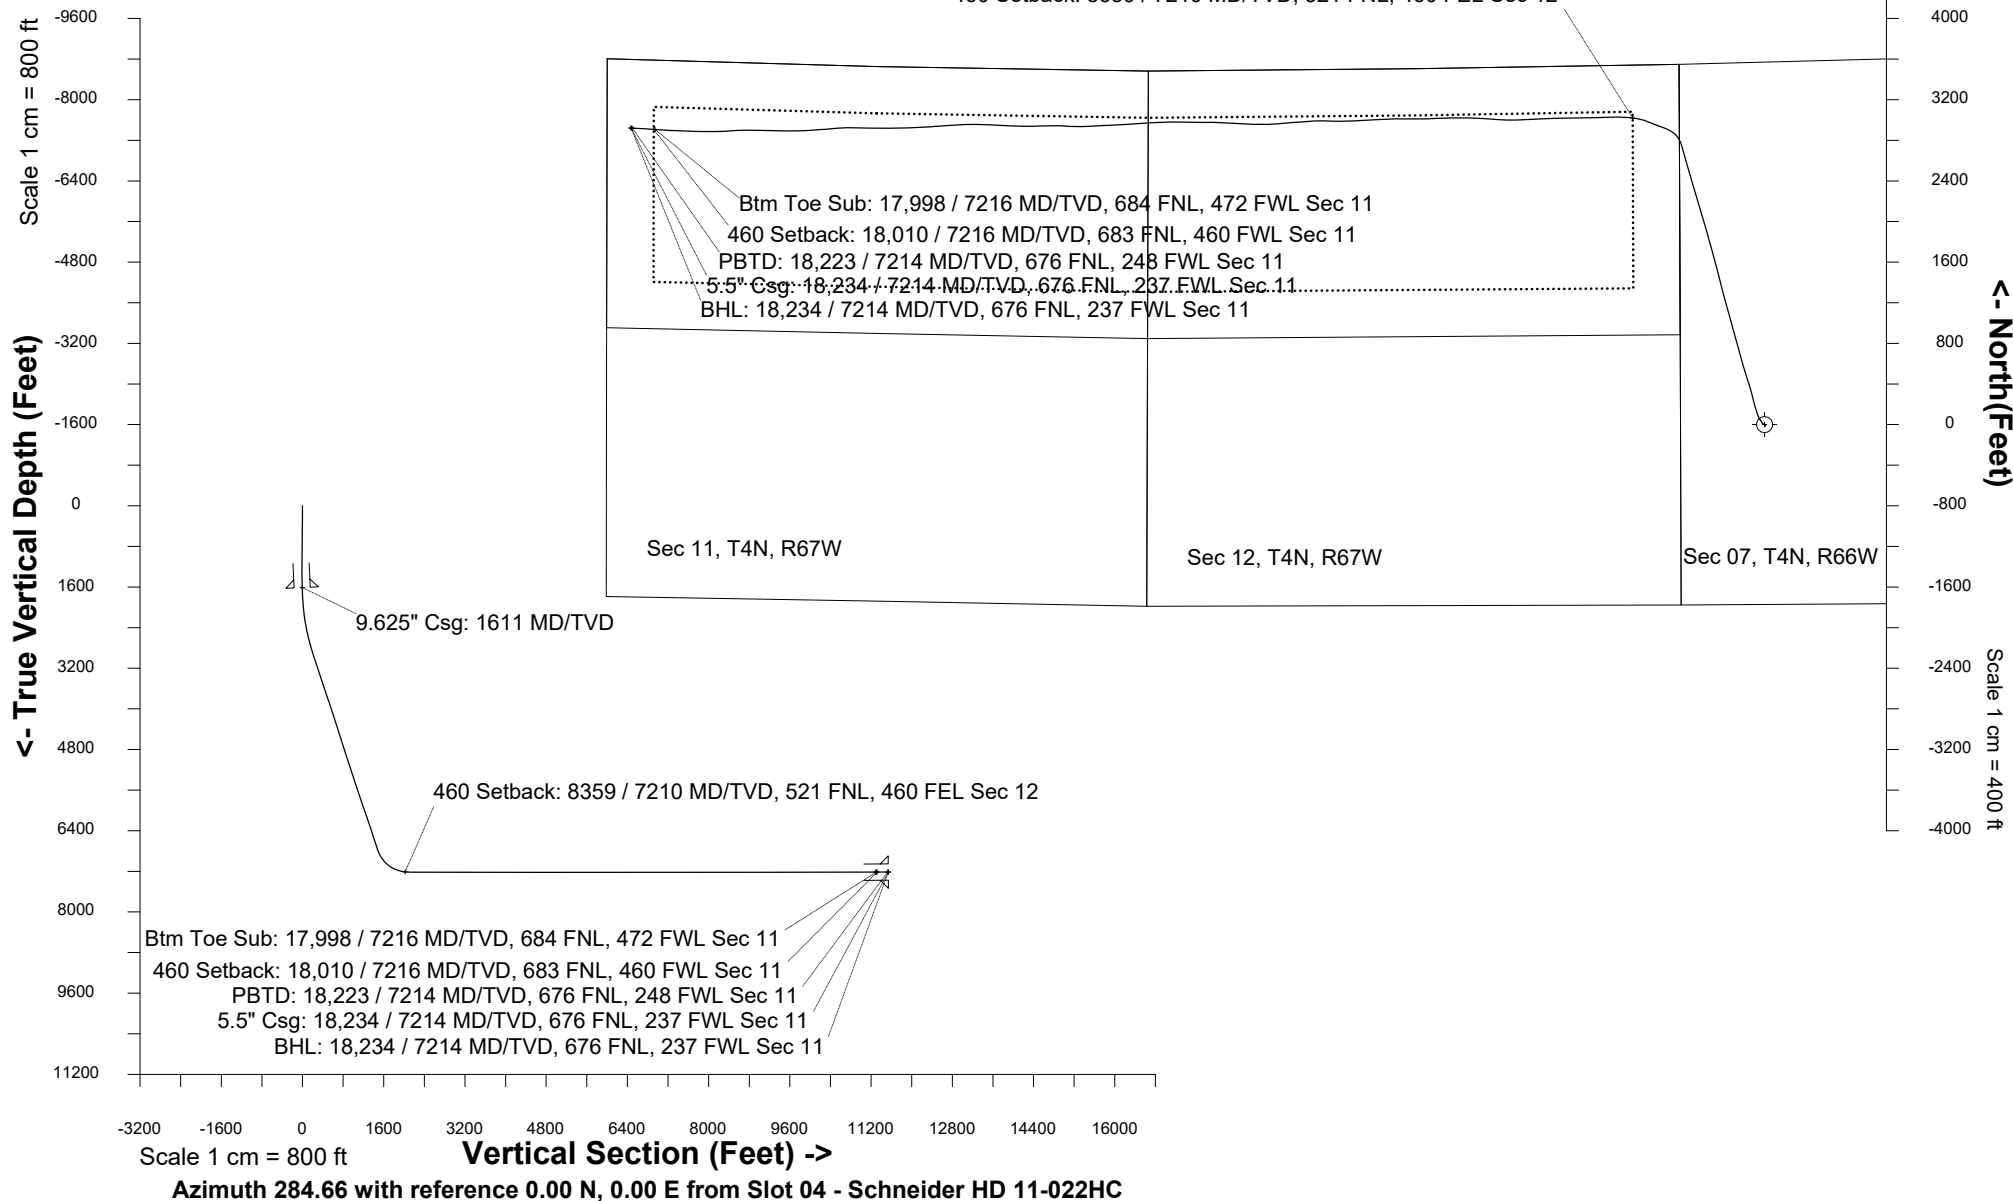 -9600
-8000
-6400
-4800
-3200
-1600
0
1600
3200
4800
6400
8000
9600
11200
Scale 1 cm = 800 ft
<- True Vertical Depth (Feet)
4000
3200
2400
1600
800
0
-800
-1600
-2400
-3200
-4000
<- North(Feet)
Scale 1 cm = 400 ft
Btm Toe Sub: 17,998 / 7216 MD/TVD, 684 FNL, 472 FWL Sec 11
460 Setback: 18,010 / 7216 MD/TVD, 683 FNL, 460 FWL Sec 11
PBTD: 18,223 / 7214 MD/TVD, 676 FNL, 248 FWL Sec 11
5.5" Csg: 18,234 / 7214 MD/TVD, 676 FNL, 237 FWL Sec 11
BHL: 18,234 / 7214 MD/TVD, 676 FNL, 237 FWL Sec 11
Sec 11, T4N, R67W
Sec 12, T4N, R67W
Sec 07, T4N, R66W
9.625" Csg: 1611 MD/TVD
460 Setback: 8359 / 7210 MD/TVD, 521 FNL, 460 FEL Sec 12
Btm Toe Sub: 17,998 / 7216 MD/TVD, 684 FNL, 472 FWL Sec 11
460 Setback: 18,010 / 7216 MD/TVD, 683 FNL, 460 FWL Sec 11
PBTD: 18,223 / 7214 MD/TVD, 676 FNL, 248 FWL Sec 11
5.5" Csg: 18,234 / 7214 MD/TVD, 676 FNL, 237 FWL Sec 11
BHL: 18,234 / 7214 MD/TVD, 676 FNL, 237 FWL Sec 11
-3200 -1600 0 1600 3200 4800 6400 8000 9600 11200 12800 14400 16000
Scale 1 cm = 800 ft
Vertical Section (Feet) ->
Azimuth 284.66 with reference 0.00 N, 0.00 E from Slot 04 - Schneider HD 11-022HC